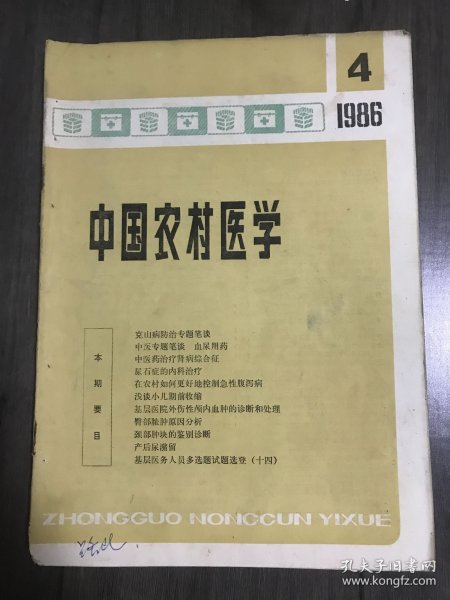 4
1986
中国农村医学
本期要目
克山病防治专题笔谈
中医专题笔谈 血尿用药
中医药治疗肾病综合征
尿石症的内科治疗
在农村如何更好地控制急性腹泻病
浅谈小儿期前收缩
基层医院外伤性颅内血肿的诊断和处理
臀部脓肿原因分析
颈部肿块的鉴别诊断
产后尿潴留
基层医务人员多选题试题选登（十四）
ZHONGGUO NONGCUN YIXUE
孔夫子旧书网
www.kongfz.com